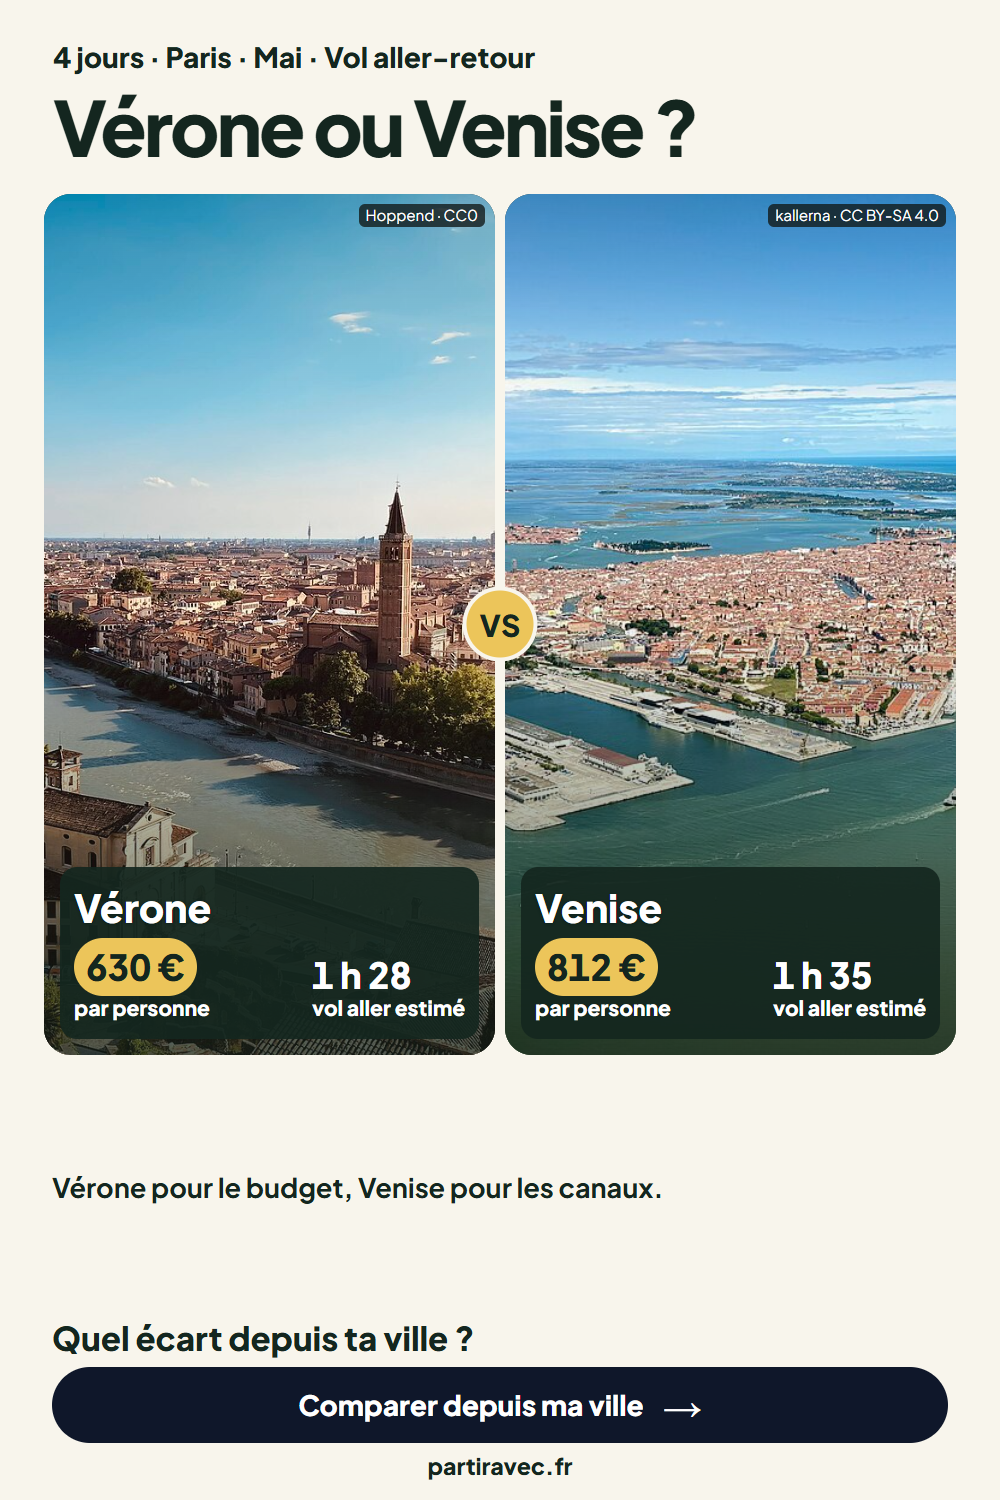 4 jours · Paris · Mai · Vol aller-retour
Vérone ou Venise ?
Hoppend · CC0
kallerna · CC BY-SA 4.0
VS
Vérone
630 €
par personne
1 h 28
vol aller estimé
Venise
812 €
par personne
1 h 35
vol aller estimé
Vérone pour le budget, Venise pour les canaux.
Quel écart depuis ta ville ?
Comparer depuis ma ville →
partiravec.fr